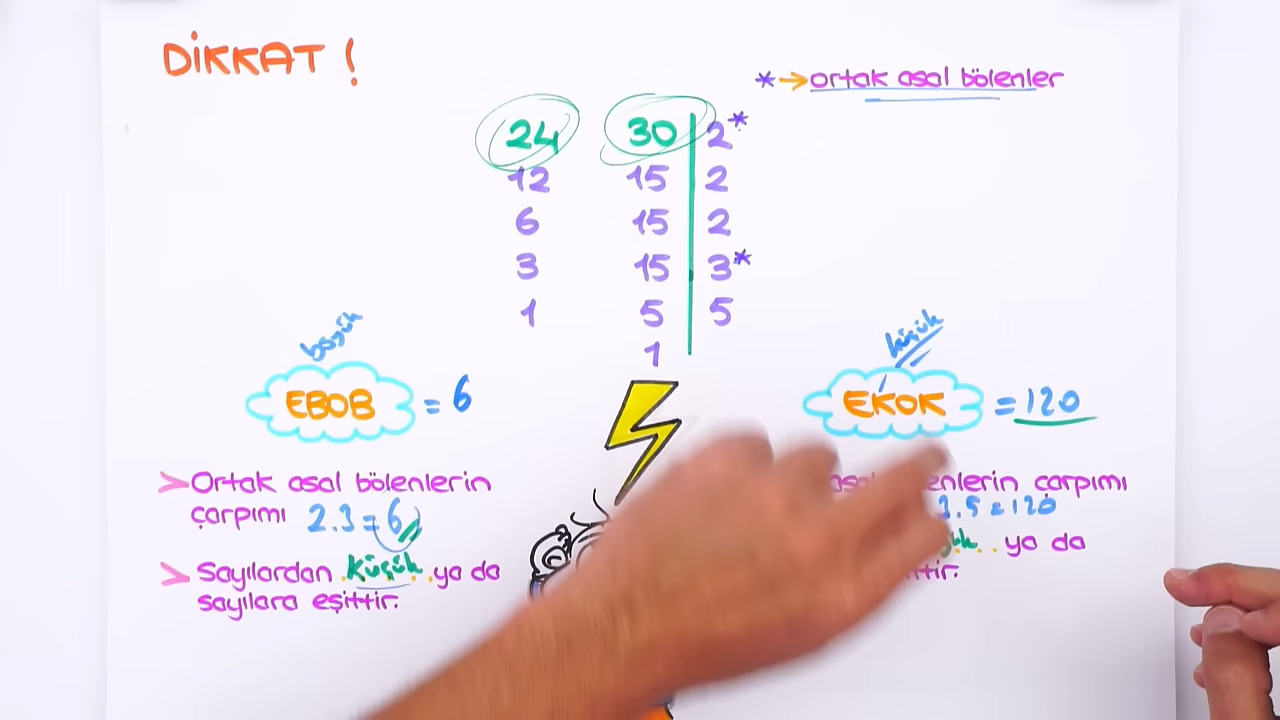 DİKKAT !
* → ortak asal bölenler
24 30 2*
12 15 2
6 15 2
3 15 3*
1 5 5
1
büyük
küçük
EBOB = 6
EKOK = 120
> Ortak asal bölenlerin
çarpımı 2.3 = 6
> Sayılardan küçük ya da
sayılara eşittir.
çarpımı
3.5 = 120
ya da